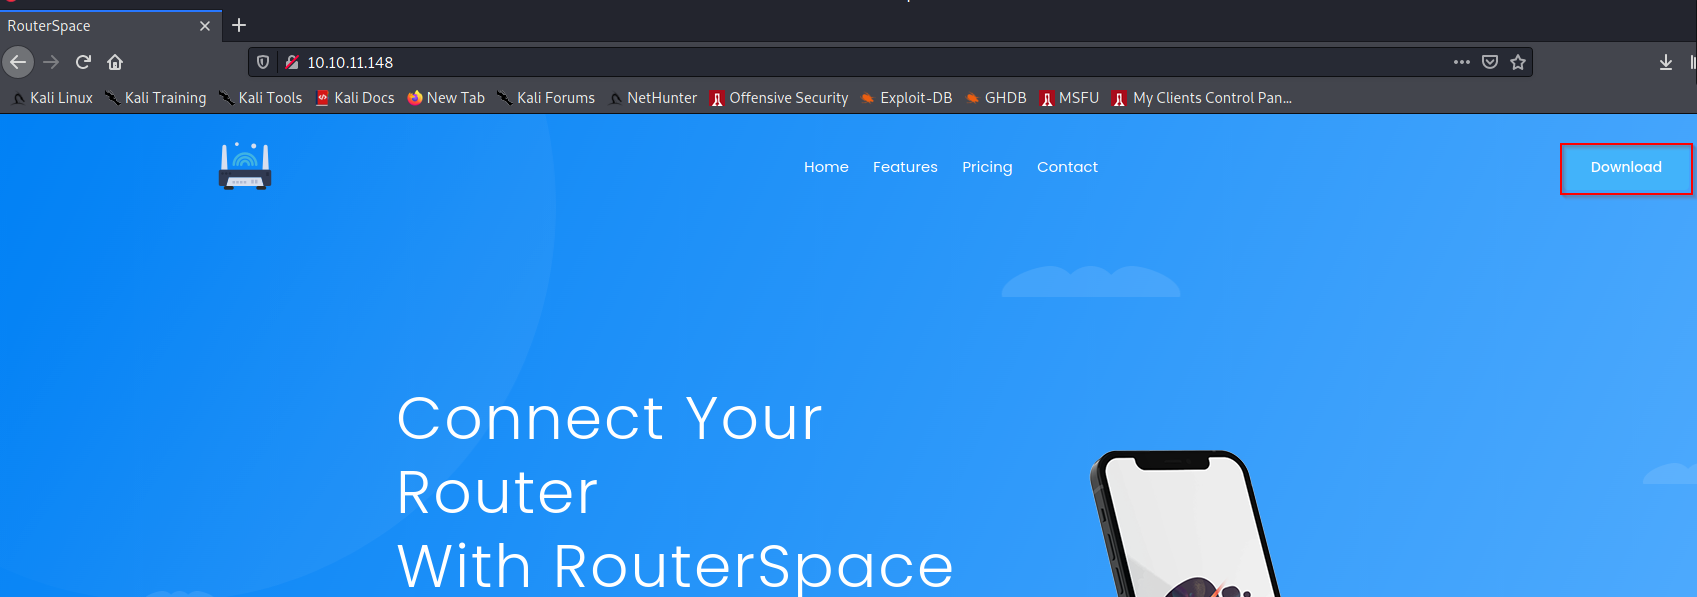 RouterSpace
10.10.11.148
Kali Linux Kali Training Kali Tools Kali Docs New Tab Kali Forums NetHunter Offensive Security Exploit-DB GHDB MSFU My Clients Control Pan...
Home Features Pricing Contact Download
Connect Your
Router
With RouterSpace